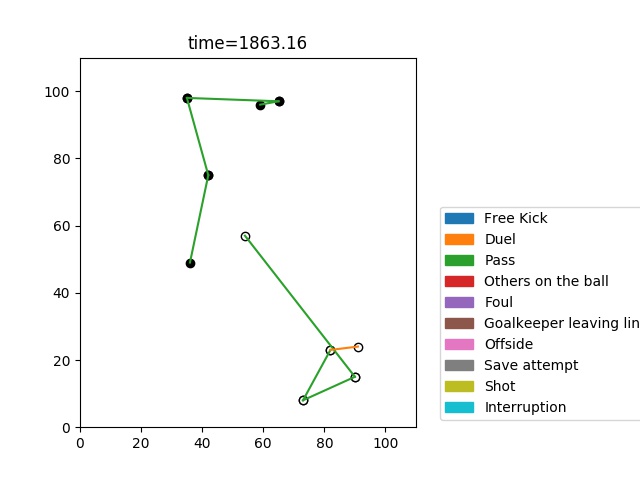 time=1863.16
100
80
60
40
20
0
0 20 40 60 80 100
Free Kick
Duel
Pass
Others on the ball
Foul
Goalkeeper leaving lin
Offside
Save attempt
Shot
Interruption